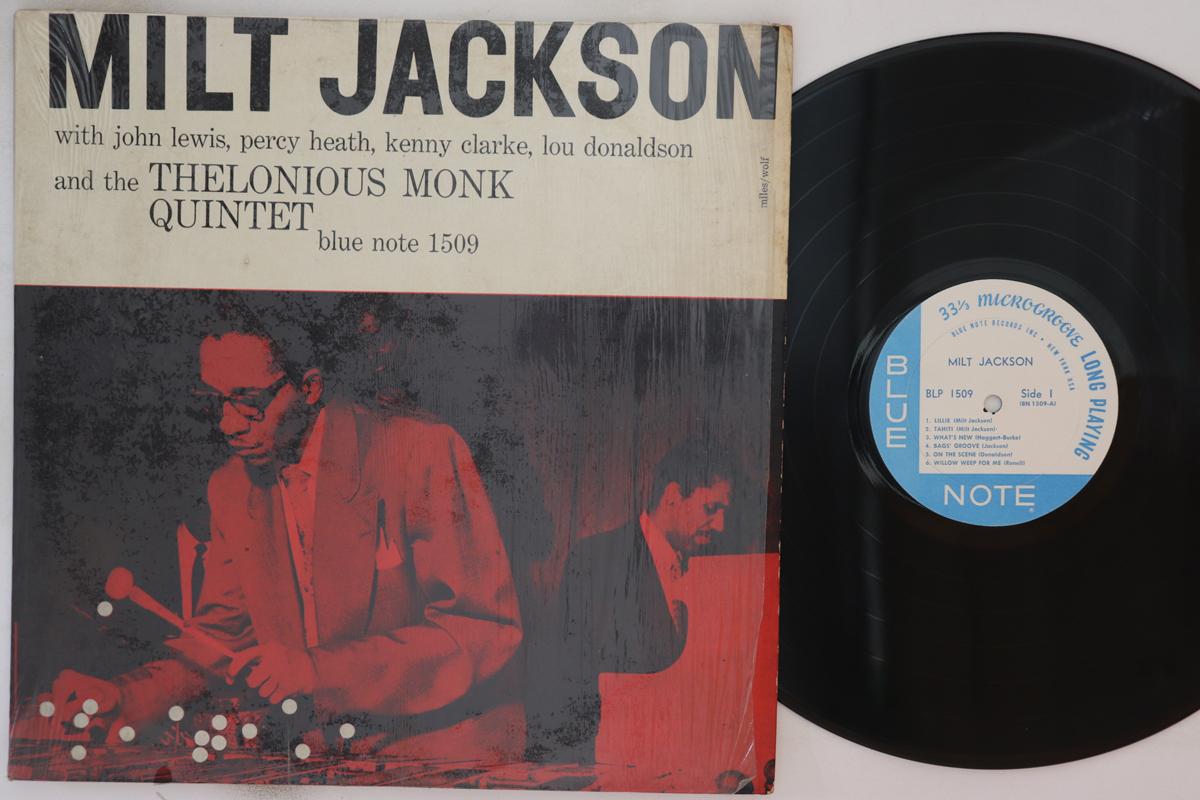 MILT JACKSON
with john lewis, percy heath, kenny clarke, lou donaldson
and the THELONIOUS MONK
QUINTET
blue note 1509
miles/wolf
33⅓ MICROGROOVE LONG PLAYING
BLUE NOTE RECORDS INC • NEW YORK USA
MILT JACKSON
BLP 1509 Side 1
(BN 1509-A)
1. LILLIE (Milt Jackson)
2. TAHITI (Milt Jackson)
3. WHAT'S NEW (Haggart-Burke)
4. BAGS' GROOVE (Jackson)
5. ON THE SCENE (Donaldson)
6. WILLOW WEEP FOR ME (Ronell)
BLUE
NOTE